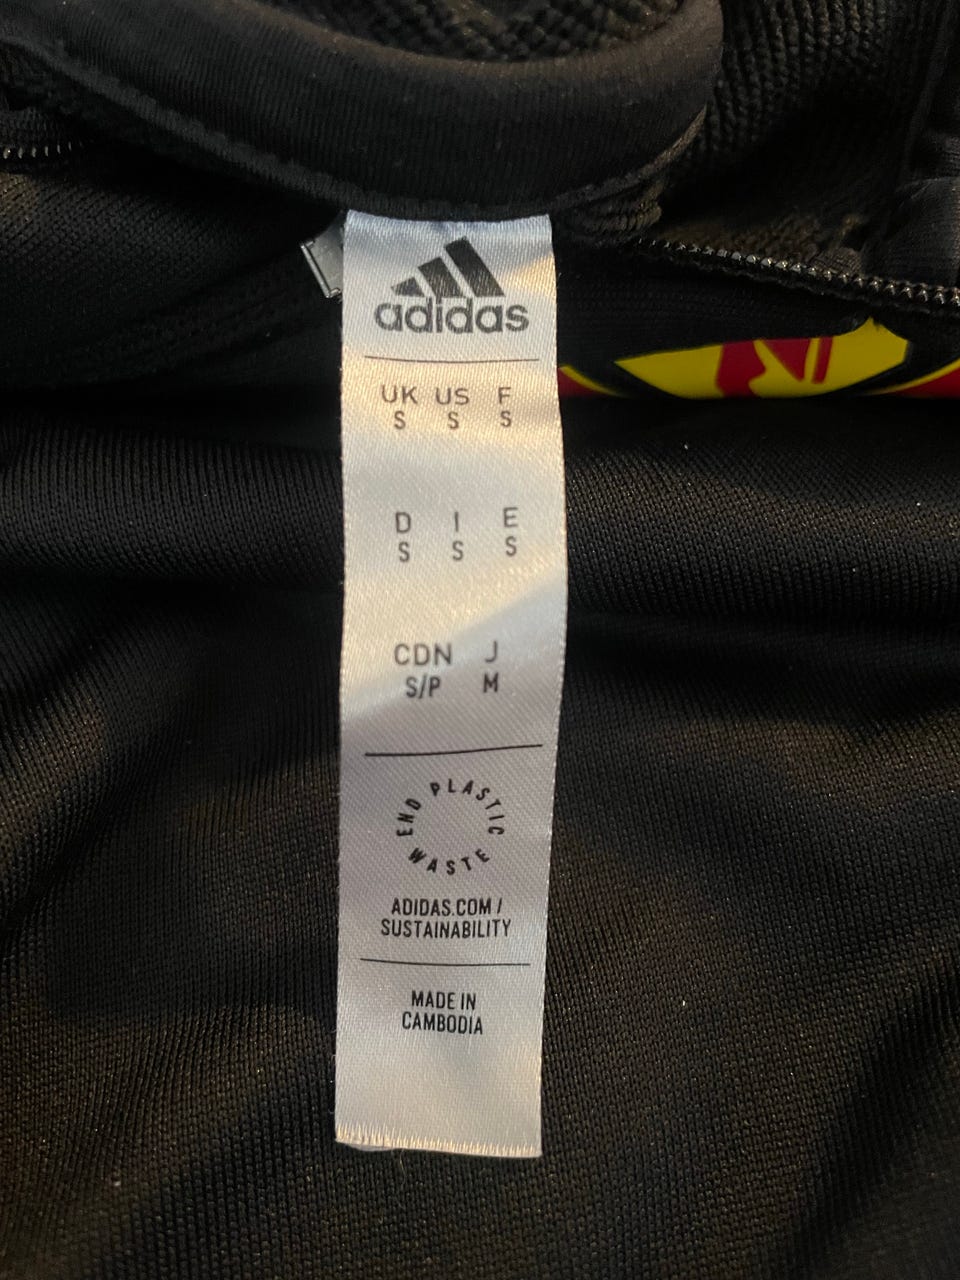 adidas
UK US F
S S S
D I E
S S S
CDN J
S/P M
END PLASTIC WASTE
ADIDAS.COM /
SUSTAINABILITY
MADE IN
CAMBODIA